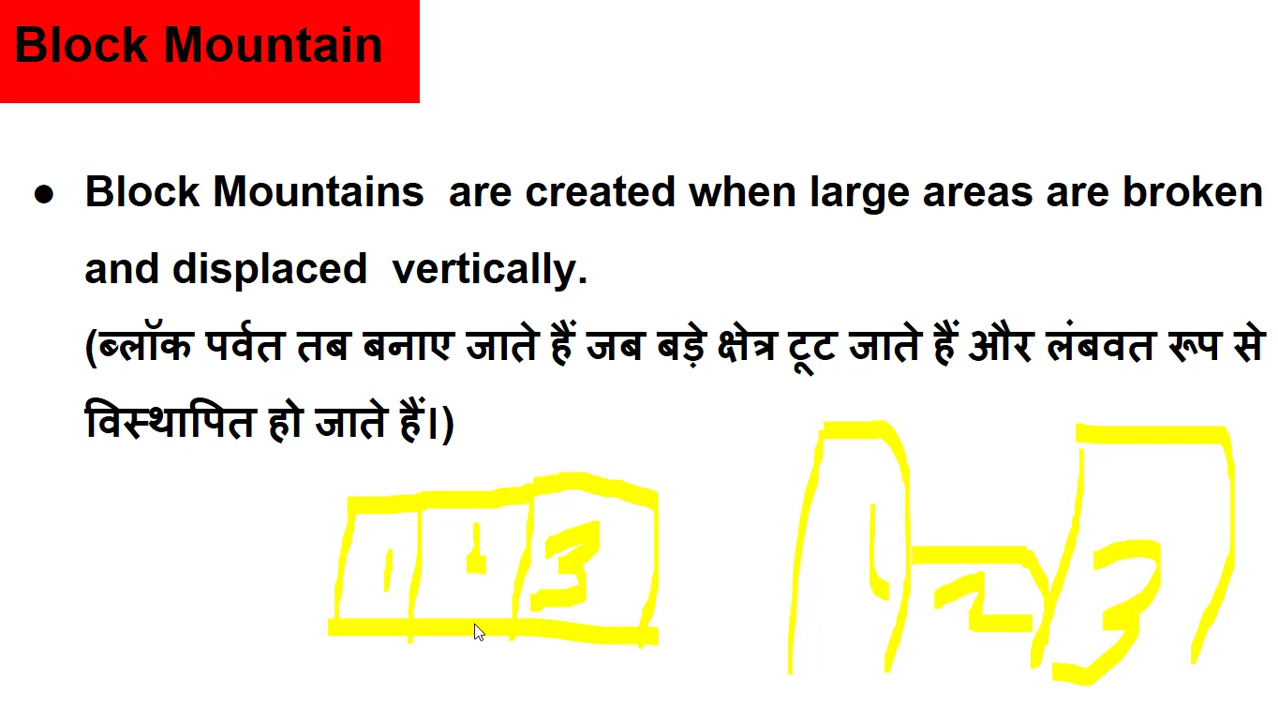 Block Mountain
● Block Mountains are created when large areas are broken
and displaced vertically.
(ब्लॉक पर्वत तब बनाए जाते हैं जब बड़े क्षेत्र टूट जाते हैं और लंबवत रूप से
विस्थापित हो जाते हैं।)
1 2 3
1 2 3